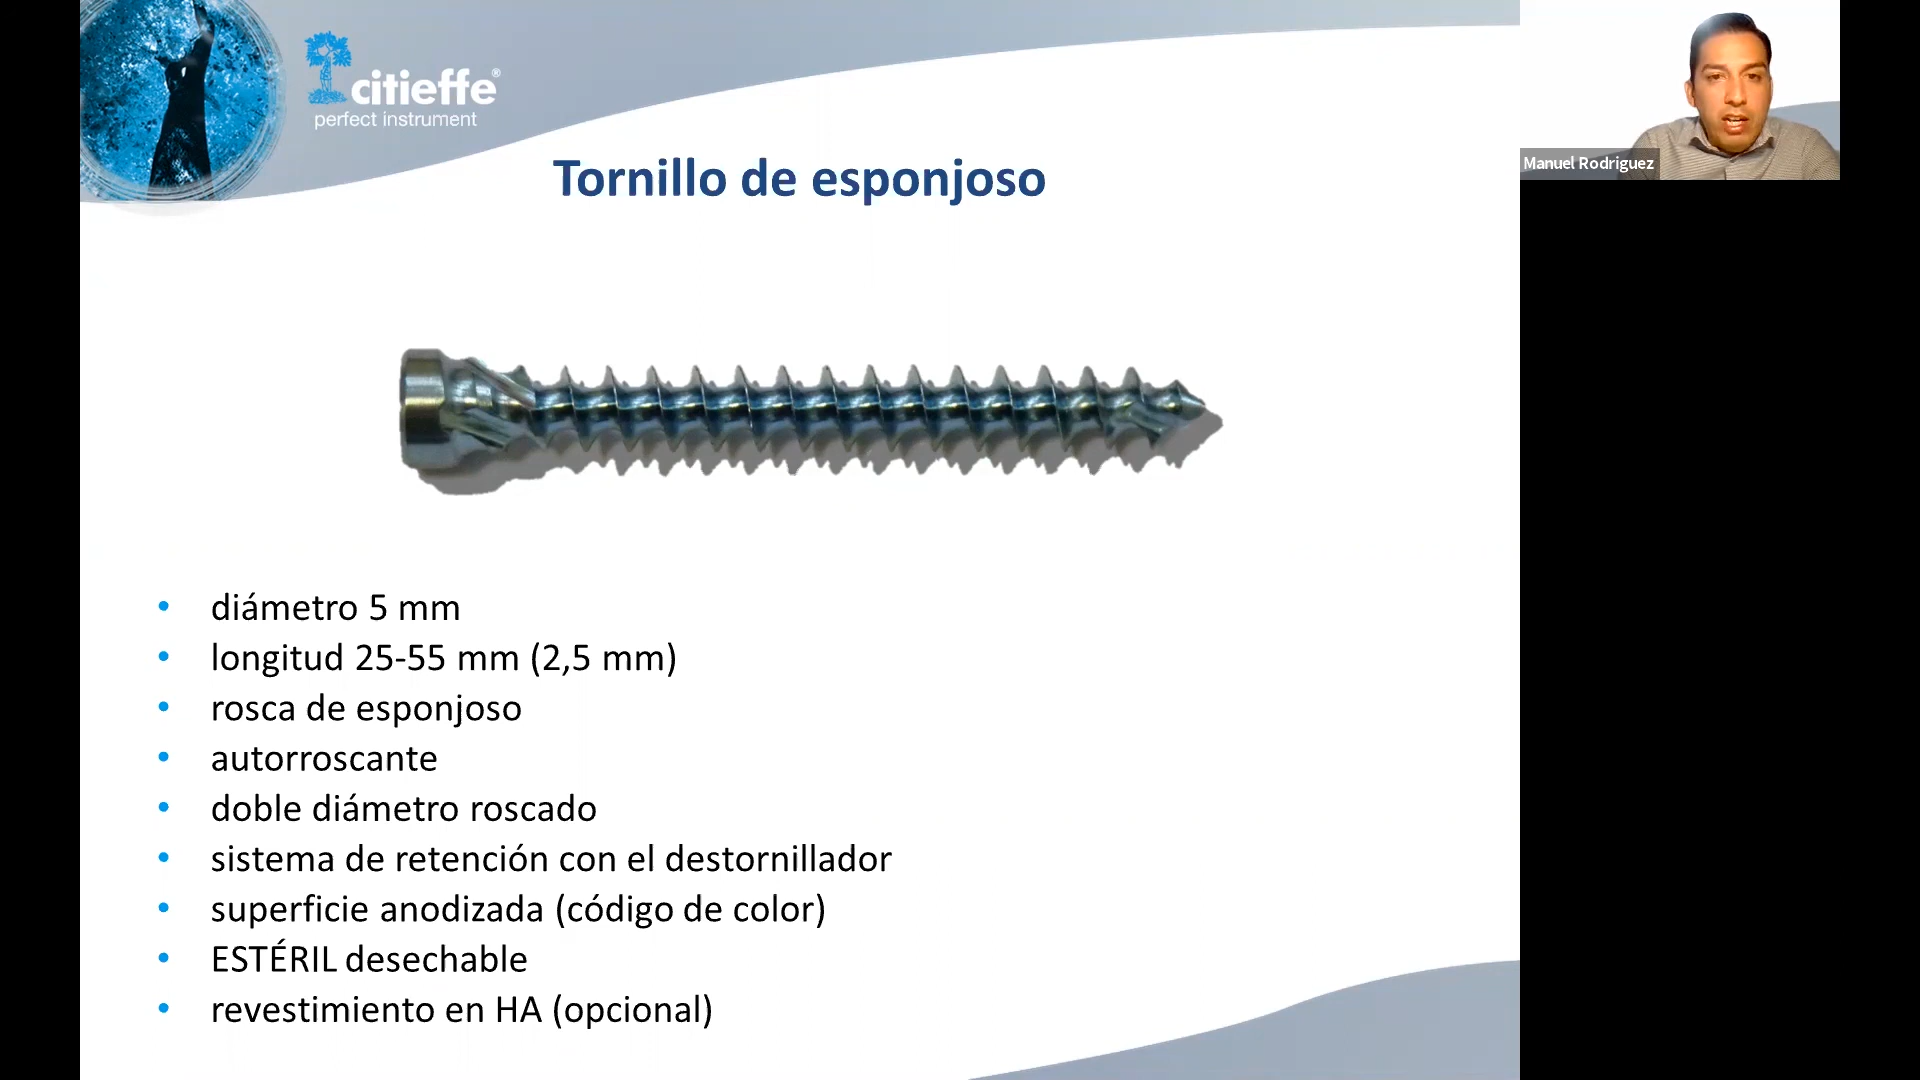 citieffe®
perfect instrument
Manuel Rodriguez
Tornillo de esponjoso
• diámetro 5 mm
• longitud 25-55 mm (2,5 mm)
• rosca de esponjoso
• autorroscante
• doble diámetro roscado
• sistema de retención con el destornillador
• superficie anodizada (código de color)
• ESTÉRIL desechable
• revestimiento en HA (opcional)